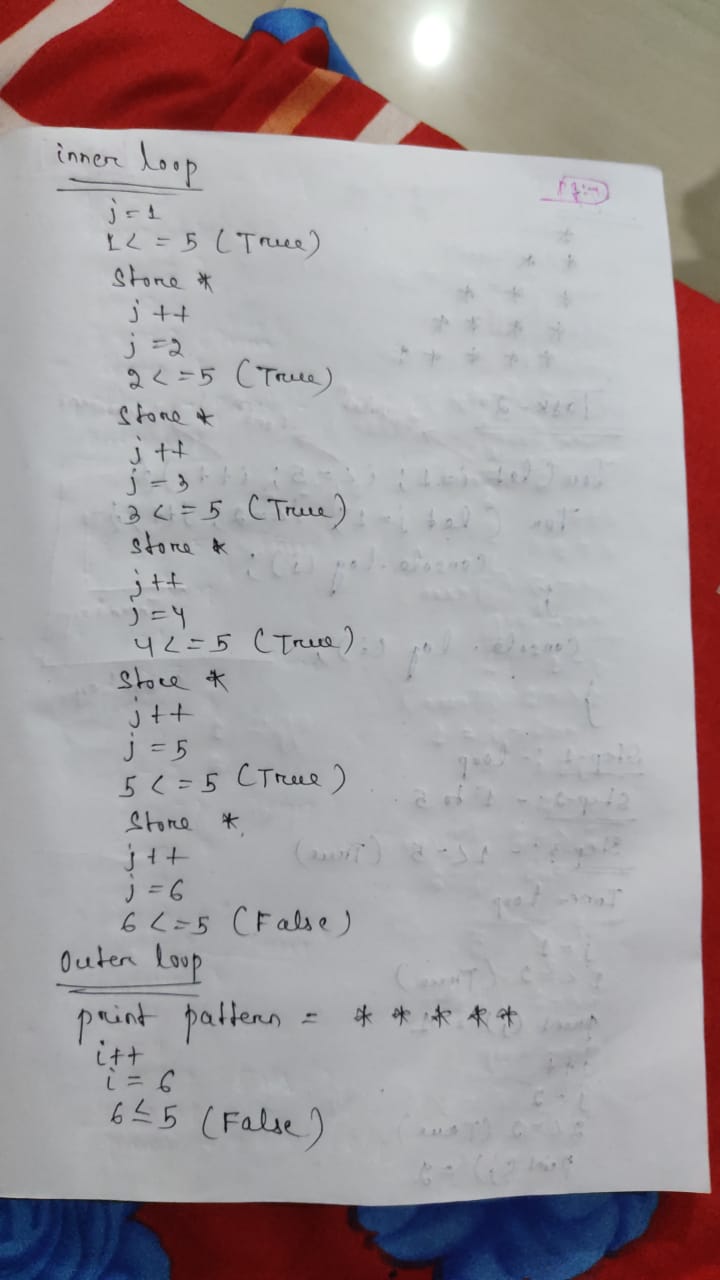 inner loop
j=1
1<=5 (True)
Store *
j++
j=2
2<=5 (True)
Store *
j++
j=3
3<=5 (True)
Store *
j++
j=4
4<=5 (True)
Store *
j++
j=5
5<=5 (True)
Store *
j++
j=6
6<=5 (False)
Outer loop
print pattern = * * * * *
i++
i=6
6≤5 (False)